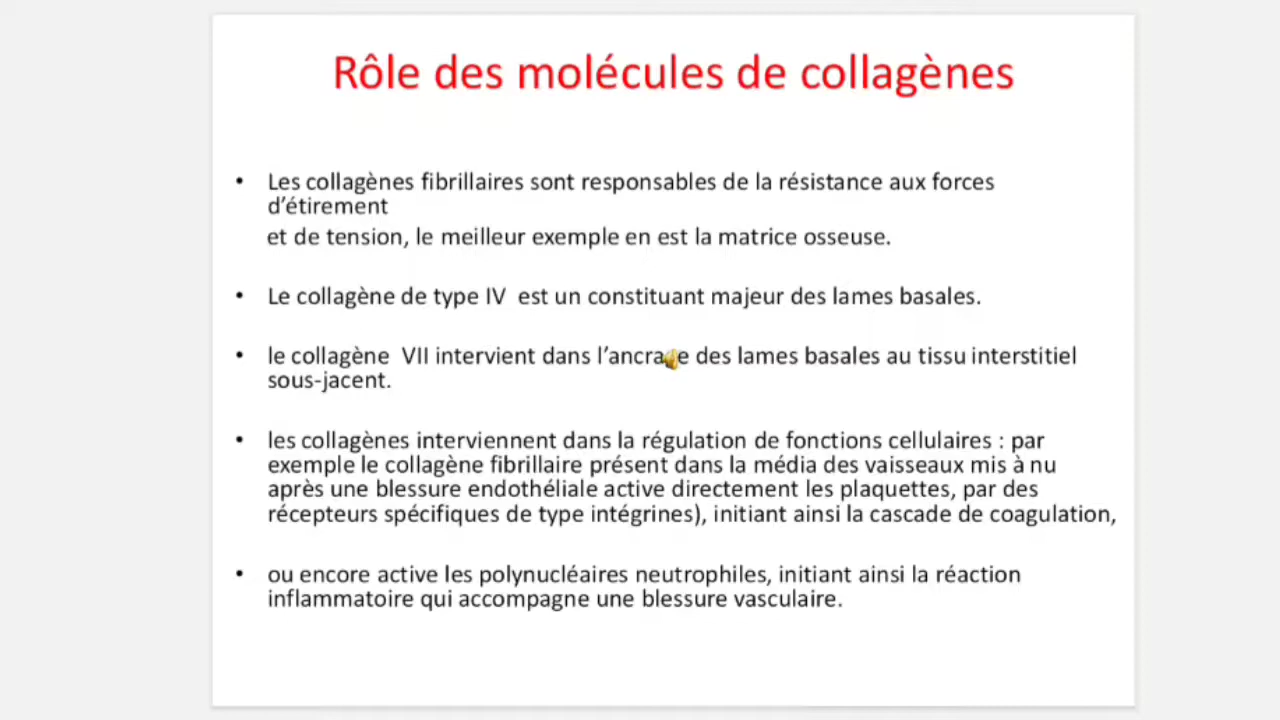 Rôle des molécules de collagènes
• Les collagènes fibrillaires sont responsables de la résistance aux forces
d’étirement
et de tension, le meilleur exemple en est la matrice osseuse.
• Le collagène de type IV est un constituant majeur des lames basales.
• le collagène VII intervient dans l’ancrage des lames basales au tissu interstitiel
sous-jacent.
• les collagènes interviennent dans la régulation de fonctions cellulaires : par
exemple le collagène fibrillaire présent dans la média des vaisseaux mis à nu
après une blessure endothéliale active directement les plaquettes, par des
récepteurs spécifiques de type intégrines), initiant ainsi la cascade de coagulation,
• ou encore active les polynucléaires neutrophiles, initiant ainsi la réaction
inflammatoire qui accompagne une blessure vasculaire.